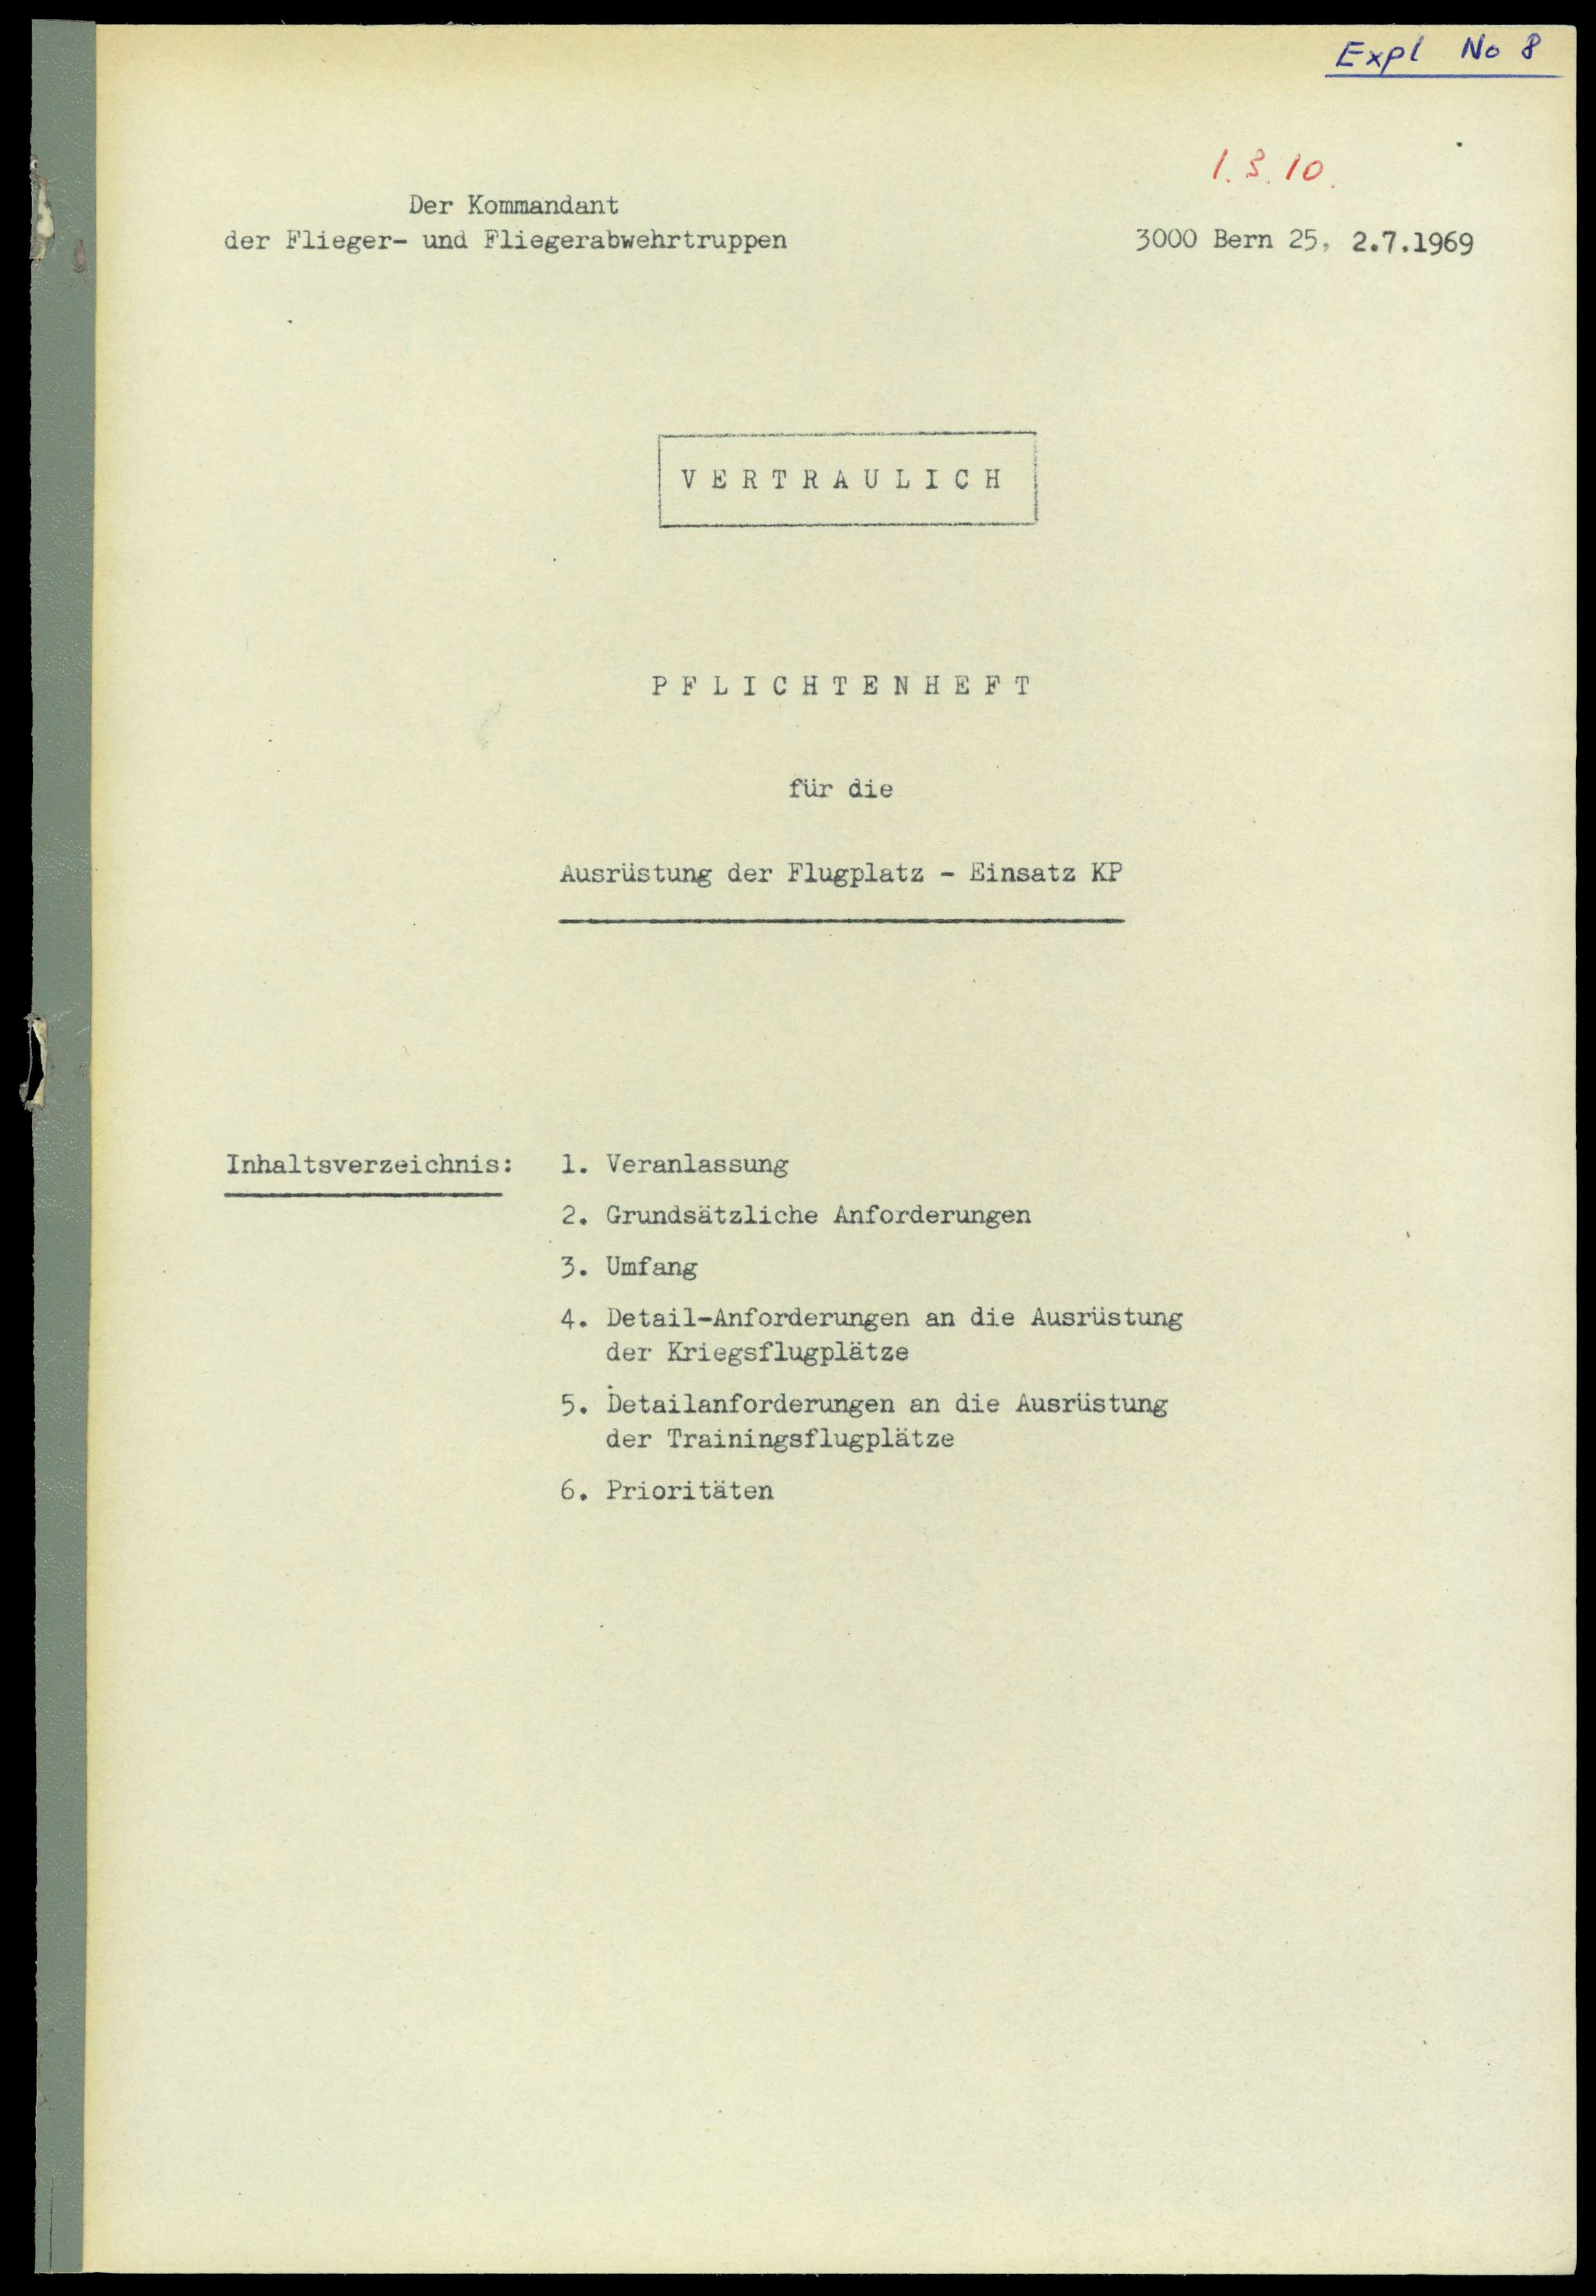 Expl No 8
1.3.10.
Der Kommandant
der Flieger- und Fliegerabwehrtruppen
3000 Bern 25, 2.7.1969
VERTRAULICH
PFLICHTENHEFT
für die
Ausrüstung der Flugplatz - Einsatz KP
Inhaltsverzeichnis:
1. Veranlassung
2. Grundsätzliche Anforderungen
3. Umfang
4. Detail-Anforderungen an die Ausrüstung
der Kriegsflugplätze
5. Detailanforderungen an die Ausrüstung
der Trainingsflugplätze
6. Prioritäten